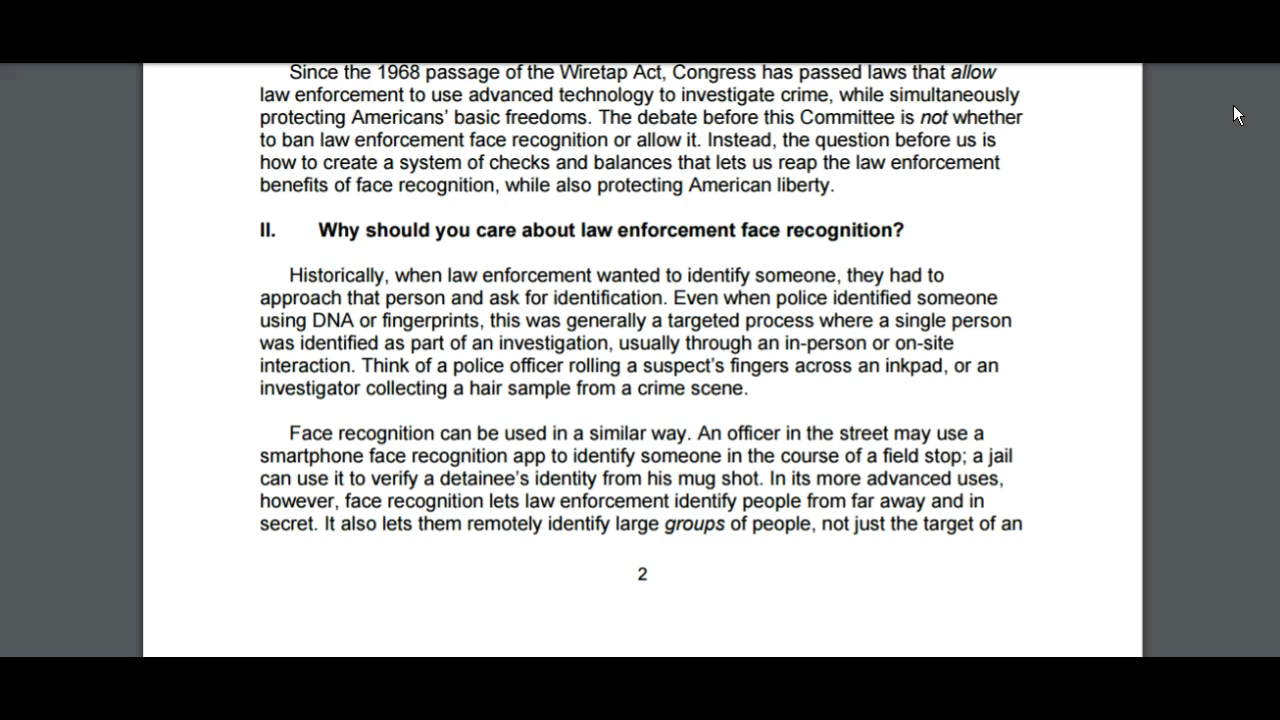 Since the 1968 passage of the Wiretap Act, Congress has passed laws that allow
law enforcement to use advanced technology to investigate crime, while simultaneously
protecting Americans’ basic freedoms. The debate before this Committee is not whether
to ban law enforcement face recognition or allow it. Instead, the question before us is
how to create a system of checks and balances that lets us reap the law enforcement
benefits of face recognition, while also protecting American liberty.
II. Why should you care about law enforcement face recognition?
Historically, when law enforcement wanted to identify someone, they had to
approach that person and ask for identification. Even when police identified someone
using DNA or fingerprints, this was generally a targeted process where a single person
was identified as part of an investigation, usually through an in-person or on-site
interaction. Think of a police officer rolling a suspect’s fingers across an inkpad, or an
investigator collecting a hair sample from a crime scene.
Face recognition can be used in a similar way. An officer in the street may use a
smartphone face recognition app to identify someone in the course of a field stop; a jail
can use it to verify a detainee’s identity from his mug shot. In its more advanced uses,
however, face recognition lets law enforcement identify people from far away and in
secret. It also lets them remotely identify large groups of people, not just the target of an
2